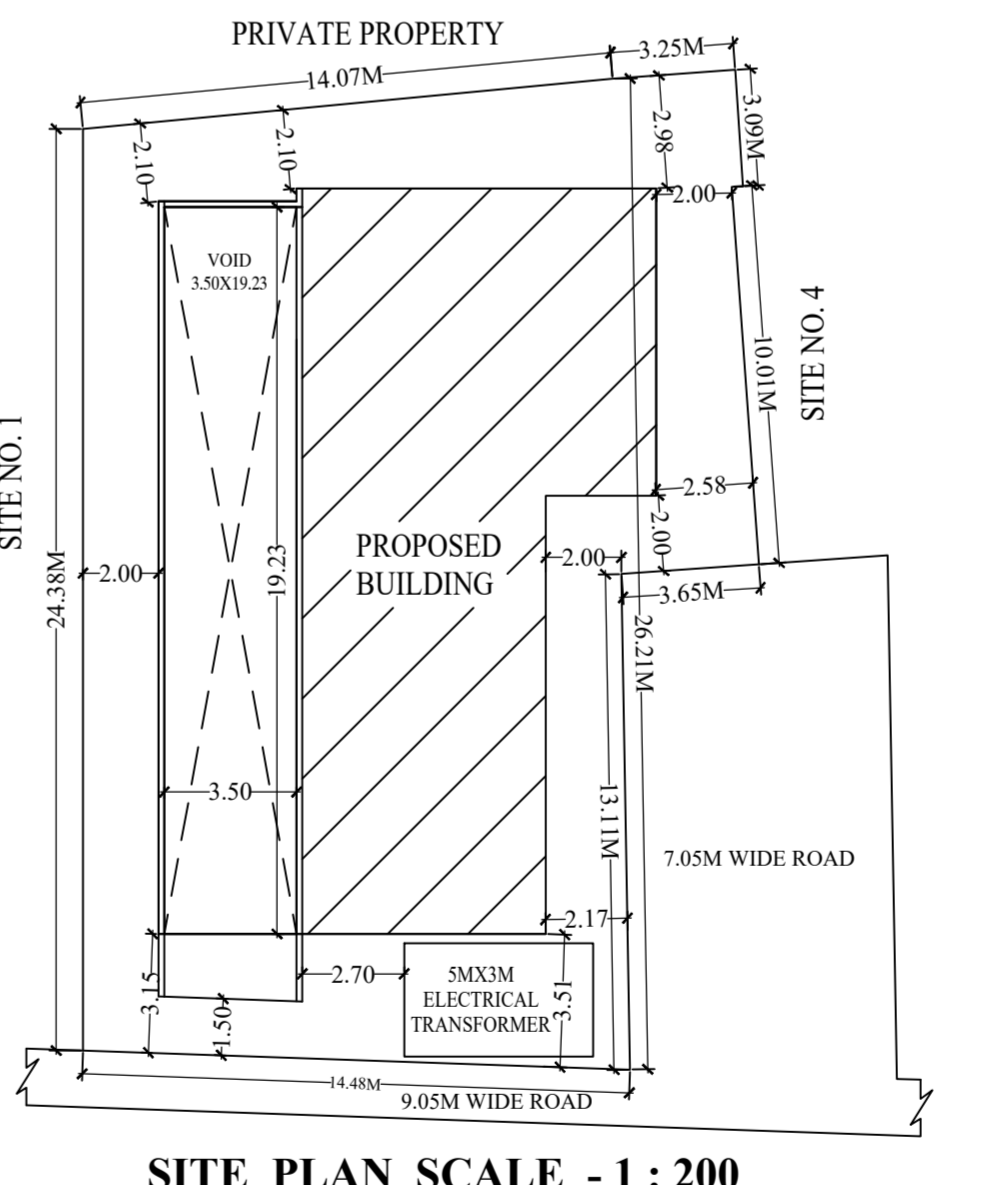 PRIVATE PROPERTY
3.25M
14.07M
3.09M
2.98
2.10
2.10
2.00
VOID
3.50X19.23
SITE NO. 4
10.01M
SITE NO. 1
2.58
2.00
PROPOSED
BUILDING
2.00
19.23
2.00
24.38M
3.65M
26.21M
3.50
13.11M
7.05M WIDE ROAD
2.17
2.70
5MX3M
ELECTRICAL
TRANSFORMER
3.51
3.15
1.50
14.48M
9.05M WIDE ROAD
SITE PLAN SCALE - 1 : 200